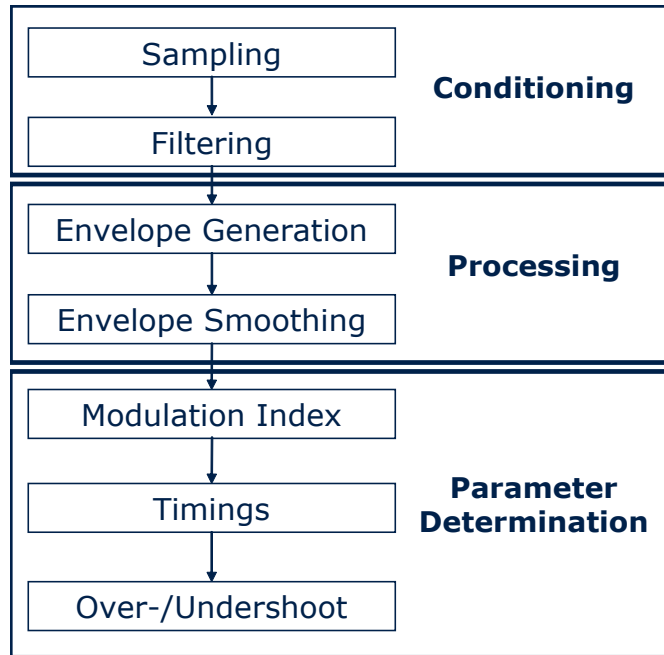 Sampling
Conditioning
Filtering
Envelope Generation
Processing
Envelope Smoothing
Modulation Index
Timings
Parameter
Determination
Over-/Undershoot